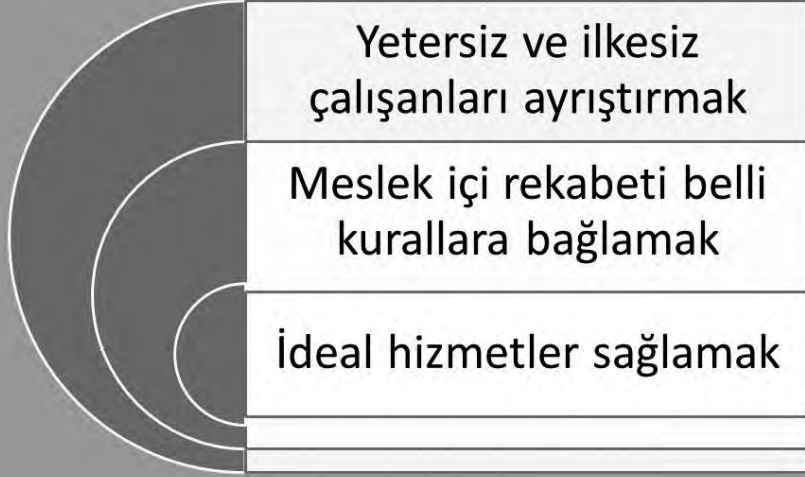 Yetersiz ve ilkesiz
çalışanları ayrıştırmak
Meslek içi rekabeti belli
kurallara bağlamak
İdeal hizmetler sağlamak